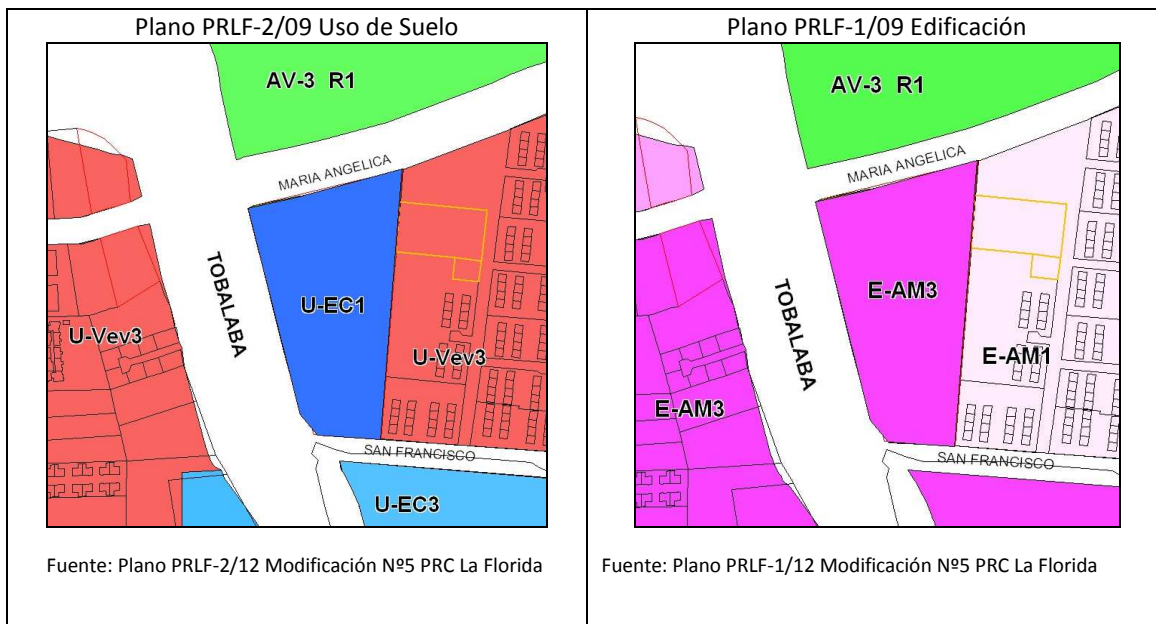 Plano PRLF-2/09 Uso de Suelo
AV-3 R1
MARIA ANGELICA
TOBALABA
U-EC1
U-Vev3
U-Vev3
SAN FRANCISCO
U-EC3
Fuente: Plano PRLF-2/12 Modificación Nº5 PRC La Florida
Plano PRLF-1/09 Edificación
AV-3 R1
MARIA ANGELICA
TOBALABA
E-AM3
E-AM1
E-AM3
SAN FRANCISCO
Fuente: Plano PRLF-1/12 Modificación Nº5 PRC La Florida